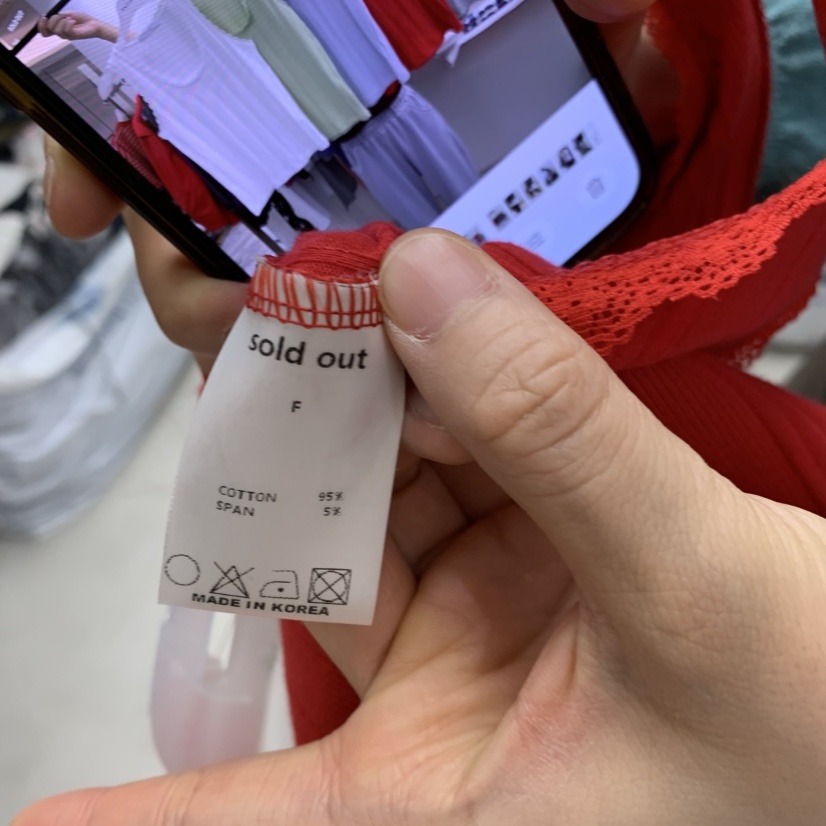 sold out
F
COTTON 95%
SPAN 5%
MADE IN KOREA